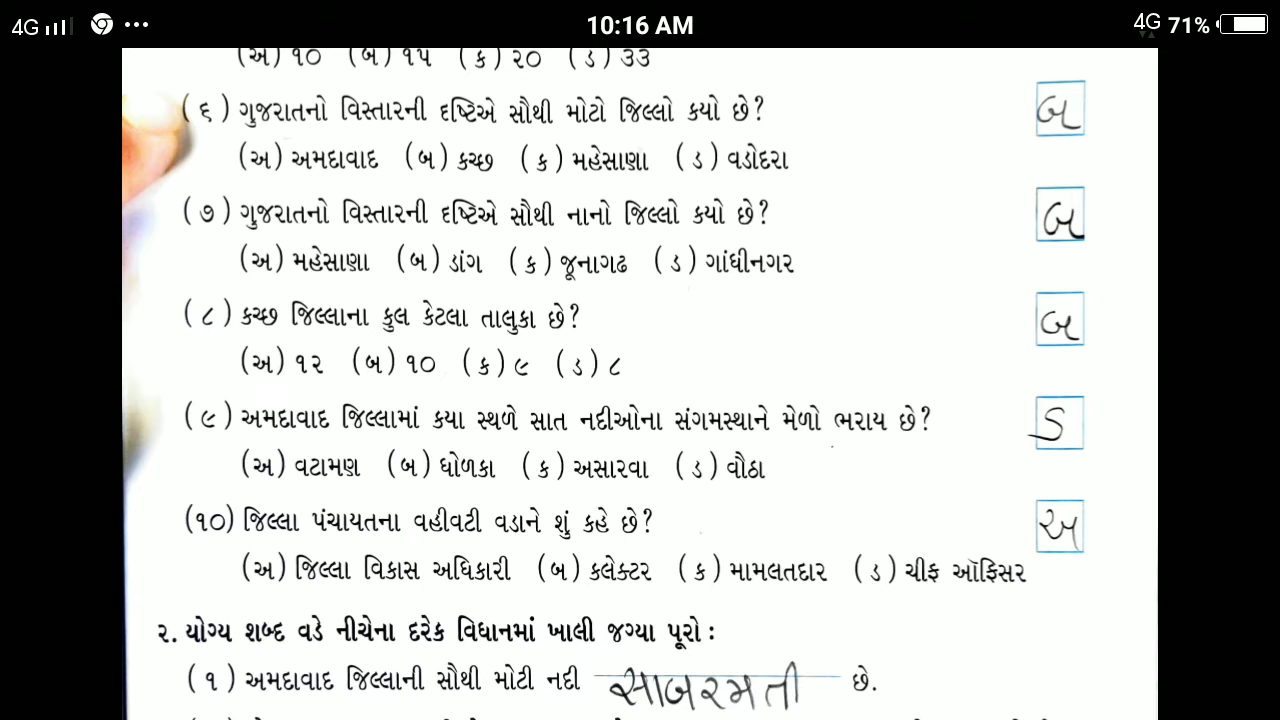 4G 10:16 AM 4G 71%
(અ) ૧૦ (બ) ૧૫ (ક) ૨૦ (ડ) ૩૩
(૬) ગુજરાતનો વિસ્તારની દૃષ્ટિએ સૌથી મોટો જિલ્લો કયો છે? બ
(અ) અમદાવાદ (બ) કચ્છ (ક) મહેસાણા (ડ) વડોદરા
(૭) ગુજરાતનો વિસ્તારની દૃષ્ટિએ સૌથી નાનો જિલ્લો કયો છે? બ
(અ) મહેસાણા (બ) ડાંગ (ક) જૂનાગઢ (ડ) ગાંધીનગર
(૮) કચ્છ જિલ્લાના કુલ કેટલા તાલુકા છે? બ
(અ) ૧૨ (બ) ૧૦ (ક) ૯ (ડ) ૮
(૯) અમદાવાદ જિલ્લામાં કયા સ્થળે સાત નદીઓના સંગમસ્થાને મેળો ભરાય છે? ડ
(અ) વટામણ (બ) ધોળકા (ક) અસારવા (ડ) વૌઠા
(૧૦) જિલ્લા પંચાયતના વહીવટી વડાને શું કહે છે? અ
(અ) જિલ્લા વિકાસ અધિકારી (બ) કલેક્ટર (ક) મામલતદાર (ડ) ચીફ ઑફિસર
૨. યોગ્ય શબ્દ વડે નીચેના દરેક વિધાનમાં ખાલી જગ્યા પૂરો :
(૧) અમદાવાદ જિલ્લાની સૌથી મોટી નદી સાબરમતી છે.